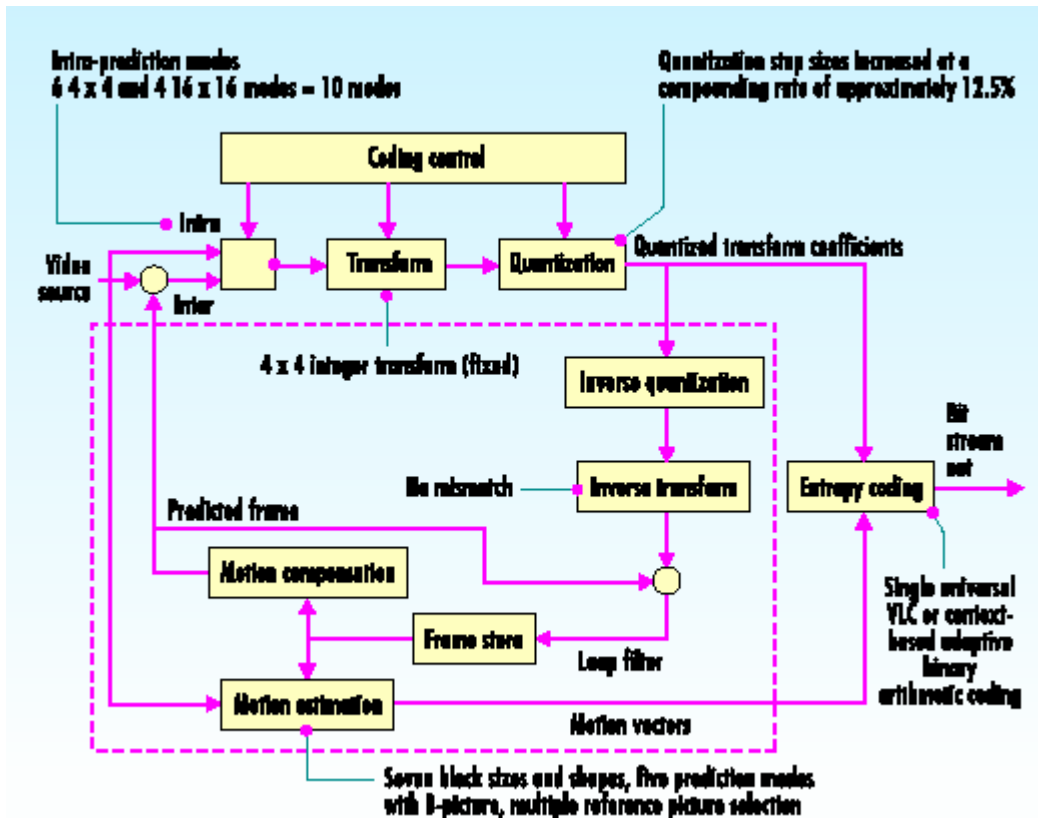 Intra-prediction modes
6 4 x 4 and 4 16 x 16 modes = 10 modes
Quantization step sizes increased at a
compounding rate of approximately 12.5%
Coding control
Intra
Video
source
Inter
Transform
Quantization
Quantized transform coefficients
4 x 4 integer transform (fixed)
Inverse quantization
Bit
stream
out
No mismatch
Inverse transform
Entropy coding
Predicted frame
Motion compensation
Frame store
Loop filter
Single universal
VLC or context-
based adaptive
binary
arithmetic coding
Motion estimation
Motion vectors
Seven block sizes and shapes, five prediction modes
with B-picture, multiple reference picture selection